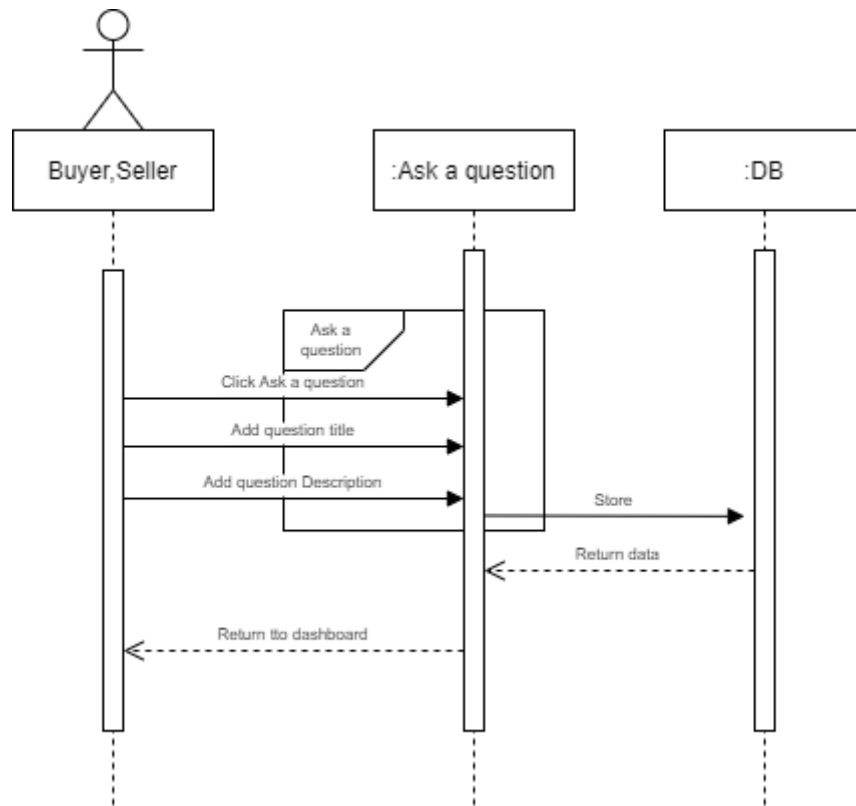 Buyer,Seller
:Ask a question
:DB
Ask a
question
Click Ask a question
Add question title
Add question Description
Store
Return data
Return tto dashboard